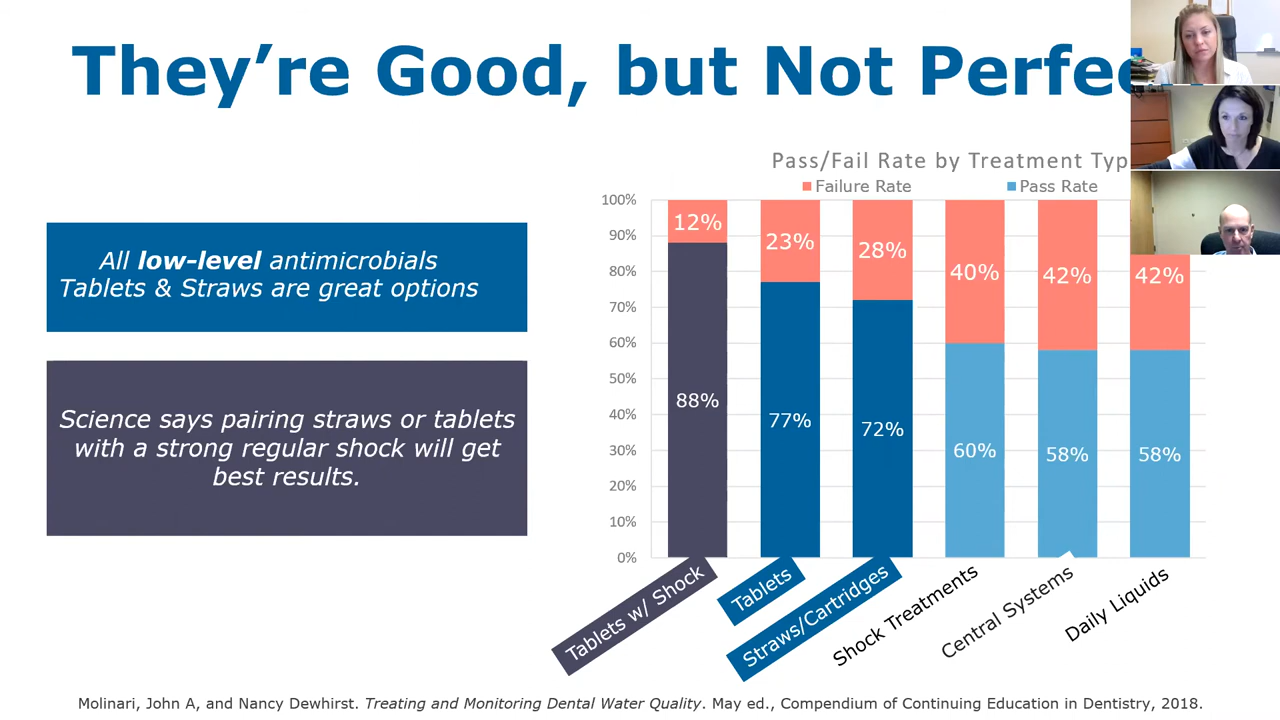 They're Good, but Not Perfec
Pass/Fail Rate by Treatment Typ
Failure Rate Pass Rate
All low-level antimicrobials
Tablets & Straws are great options
Science says pairing straws or tablets
with a strong regular shock will get
best results.
100%
90%
80%
70%
60%
50%
40%
30%
20%
10%
0%
12% 23% 28% 40% 42% 42%
88% 77% 72% 60% 58% 58%
Tablets w/ Shock
Tablets
Straws/Cartridges
Shock Treatments
Central Systems
Daily Liquids
Molinari, John A, and Nancy Dewhirst. Treating and Monitoring Dental Water Quality. May ed., Compendium of Continuing Education in Dentistry, 2018.